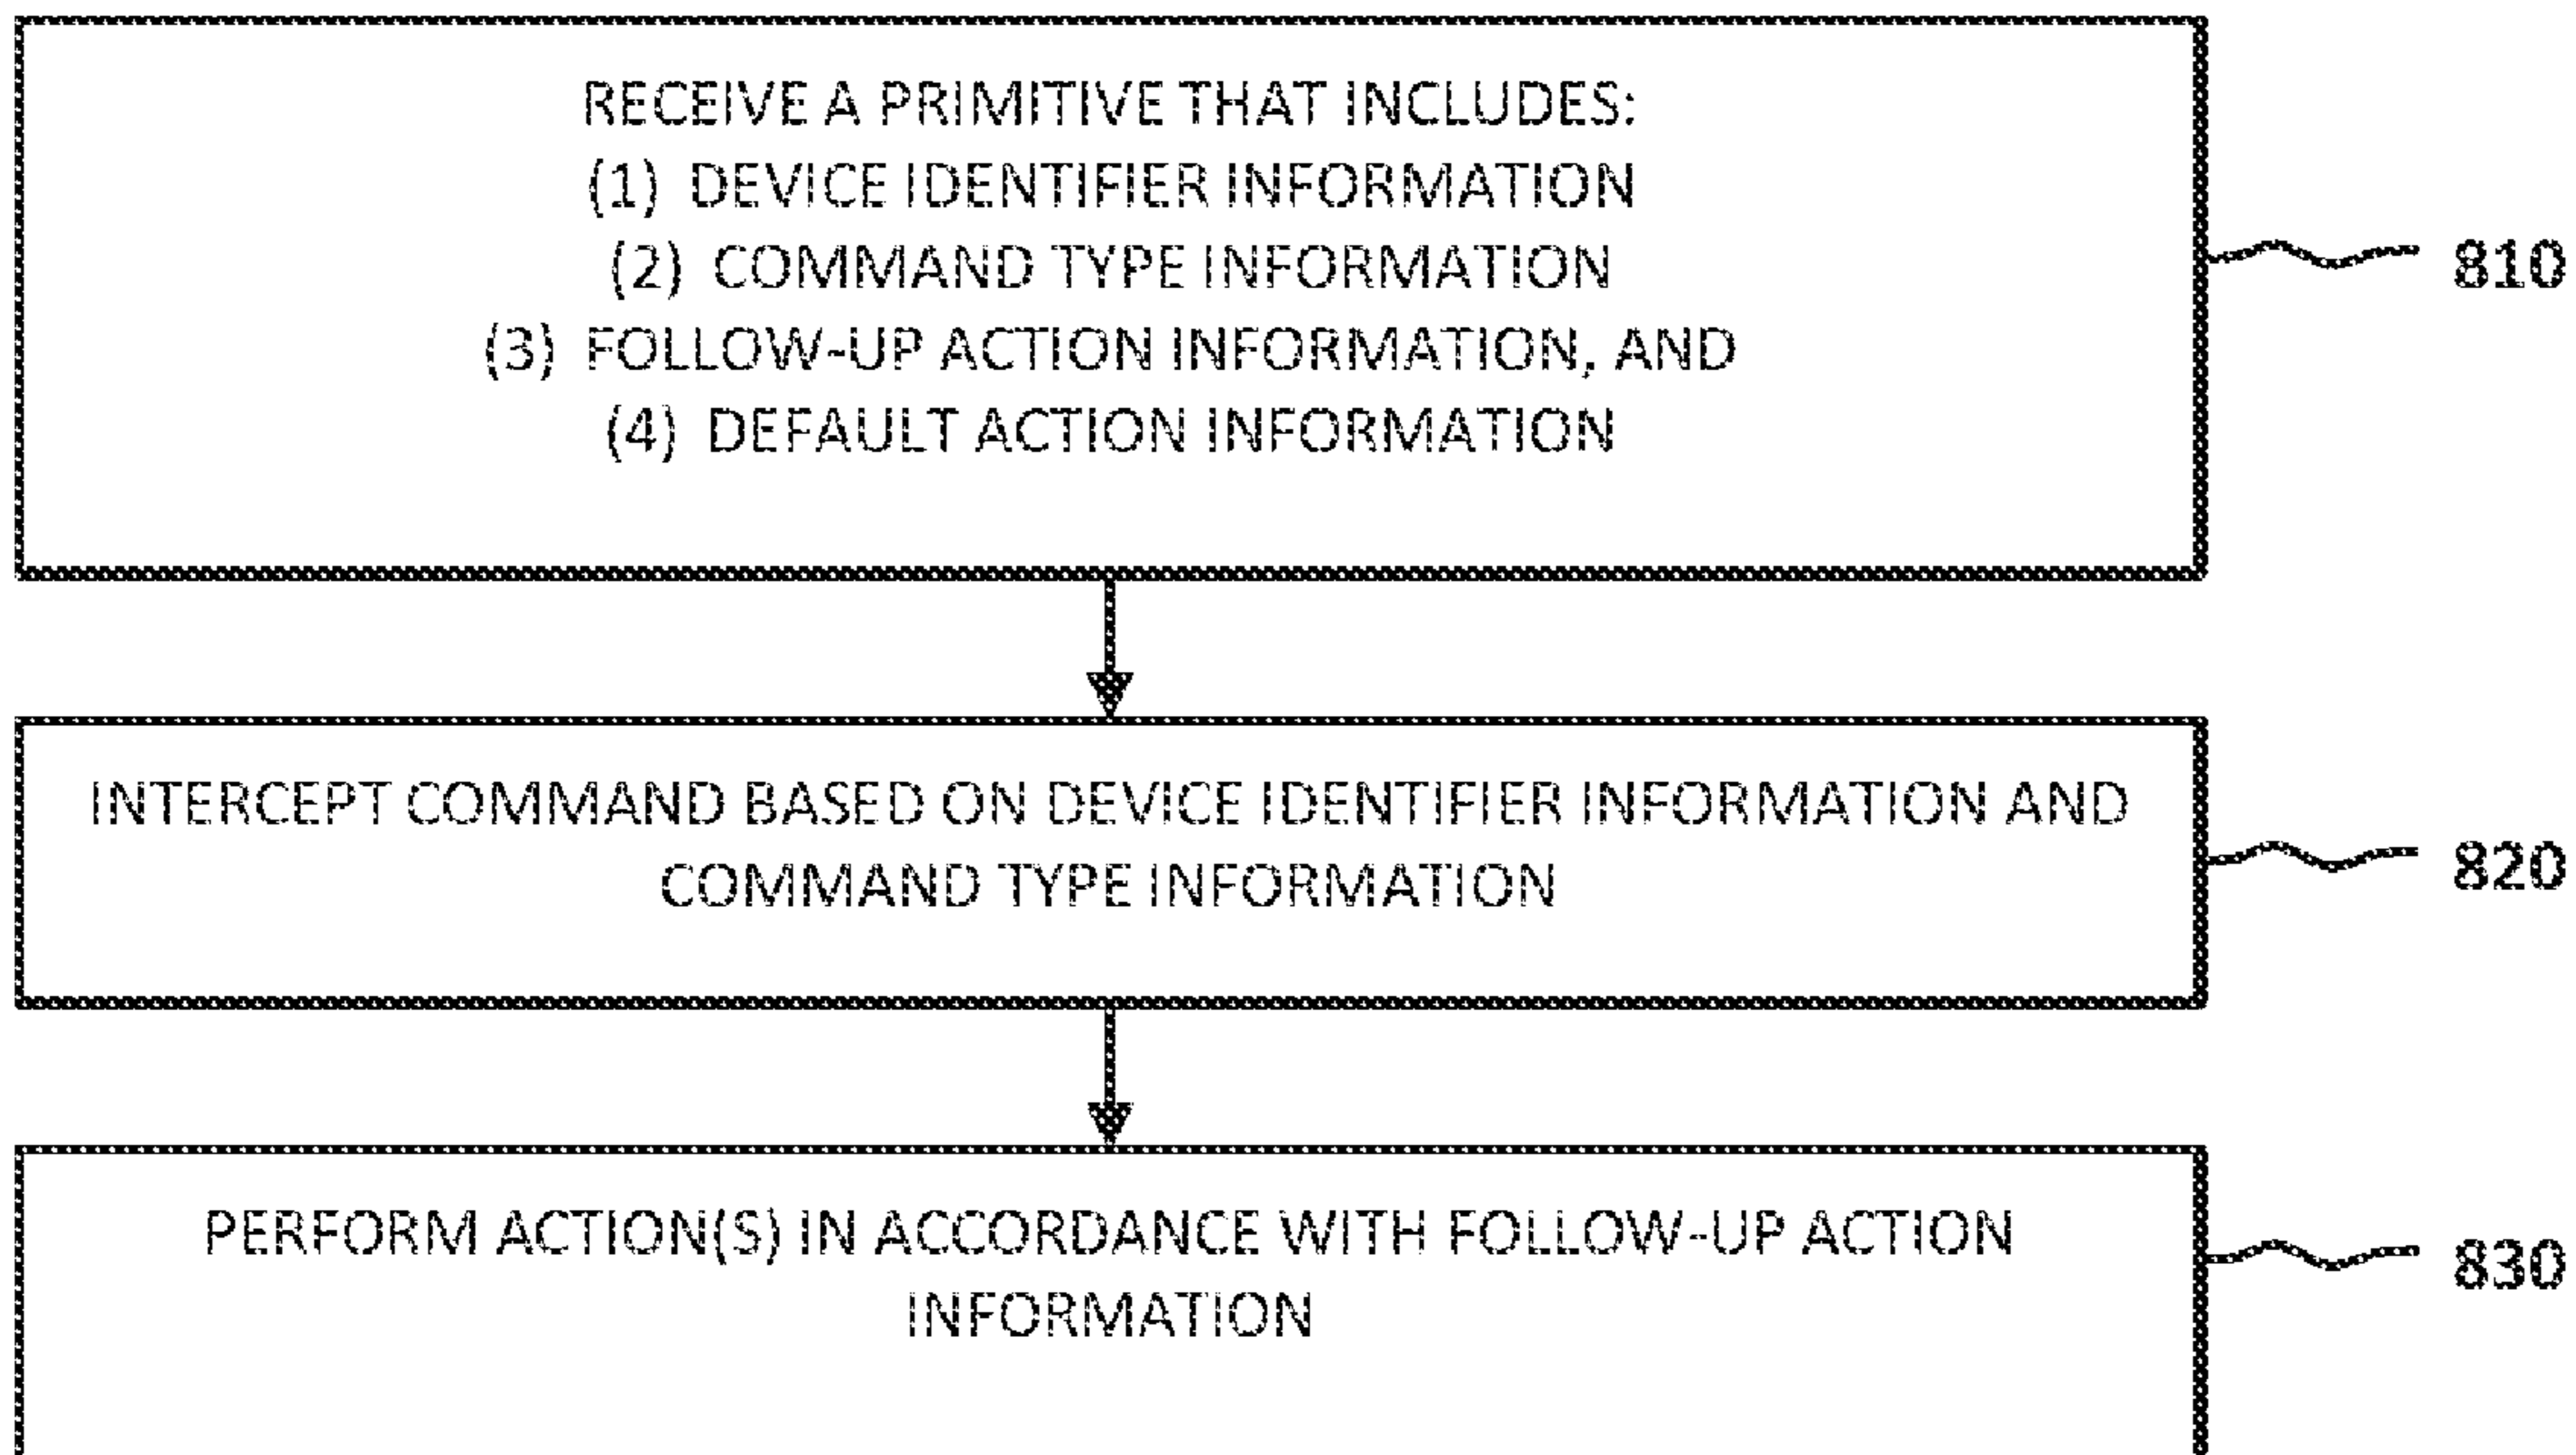 RECEIVE A PRIMITIVE THAT INCLUDES:
(1) DEVICE IDENTIFIER INFORMATION
(2) COMMAND TYPE INFORMATION
(3) FOLLOW-UP ACTION INFORMATION, AND
(4) DEFAULT ACTION INFORMATION
810
INTERCEPT COMMAND BASED ON DEVICE IDENTIFIER INFORMATION AND
COMMAND TYPE INFORMATION
820
PERFORM ACTION(S) IN ACCORDANCE WITH FOLLOW-UP ACTION
INFORMATION
830